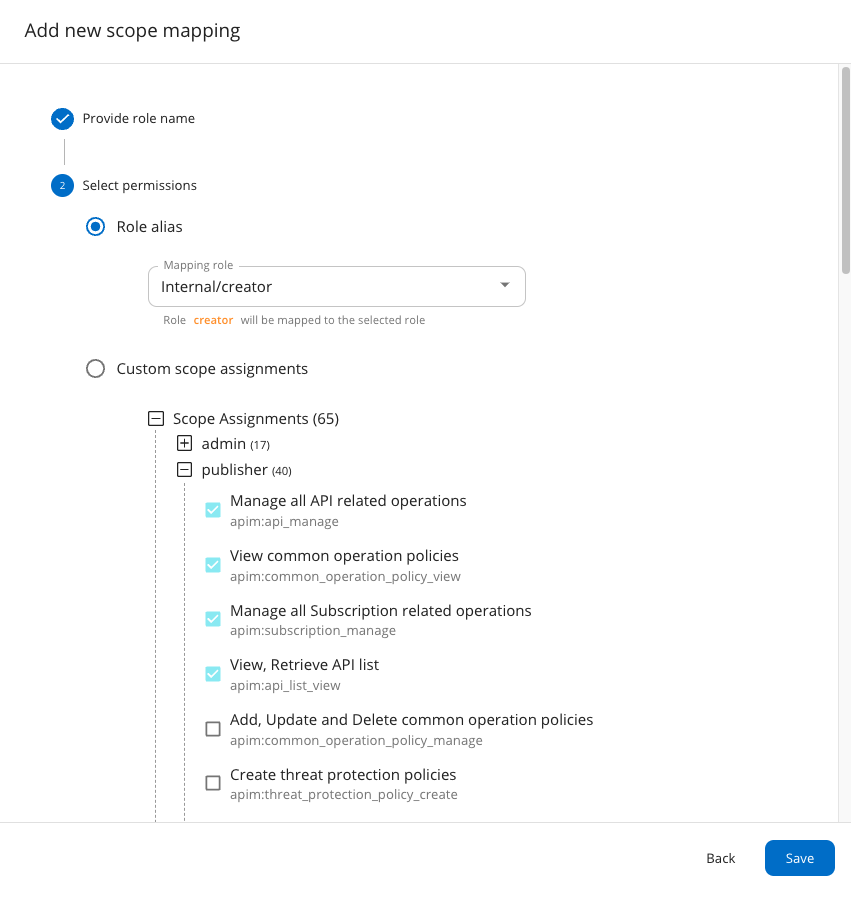 Add new scope mapping
Provide role name
2 Select permissions
Role alias
Mapping role
Internal/creator
Role creator will be mapped to the selected role
Custom scope assignments
Scope Assignments (65)
admin (17)
publisher (40)
Manage all API related operations
apim:api_manage
View common operation policies
apim:common_operation_policy_view
Manage all Subscription related operations
apim:subscription_manage
View, Retrieve API list
apim:api_list_view
Add, Update and Delete common operation policies
apim:common_operation_policy_manage
Create threat protection policies
apim:threat_protection_policy_create
Back Save